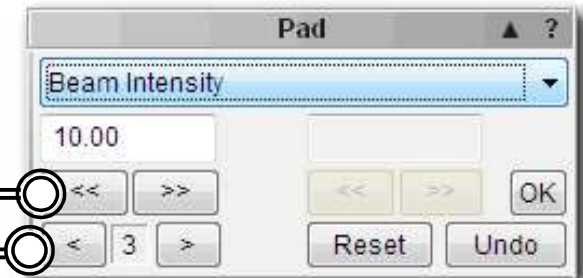 Pad ▲ ?
Beam Intensity
10.00
<< >> << >> OK
< 3 > Reset Undo